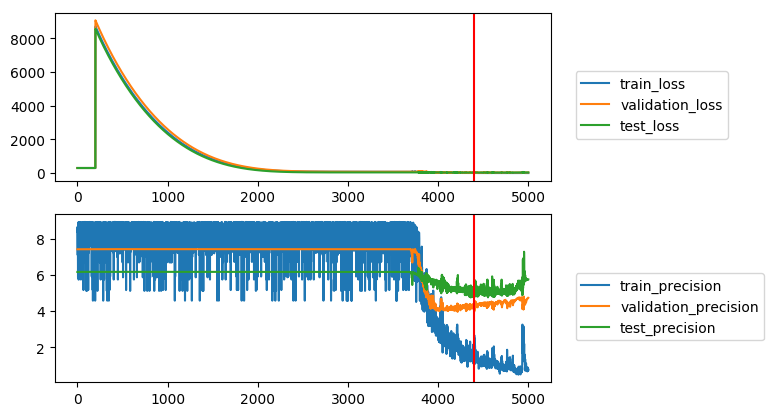 8000
6000
4000
2000
0
0 1000 2000 3000 4000 5000
train_loss
validation_loss
test_loss
8
6
4
2
0 1000 2000 3000 4000 5000
train_precision
validation_precision
test_precision